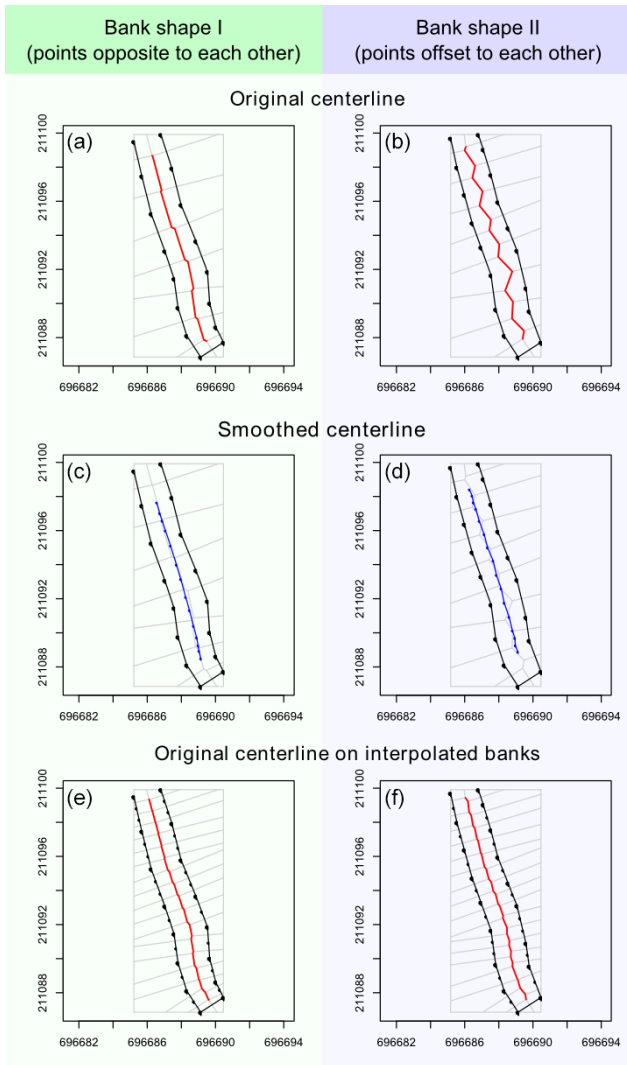 Bank shape I
(points opposite to each other)
Bank shape II
(points offset to each other)
Original centerline
(a)
211088 211092 211096 211100
696682 696686 696690 696694
(b)
211088 211092 211096 211100
696682 696686 696690 696694
Smoothed centerline
(c)
211088 211092 211096 211100
696682 696686 696690 696694
(d)
211088 211092 211096 211100
696682 696686 696690 696694
Original centerline on interpolated banks
(e)
211088 211092 211096 211100
696682 696686 696690 696694
(f)
211088 211092 211096 211100
696682 696686 696690 696694